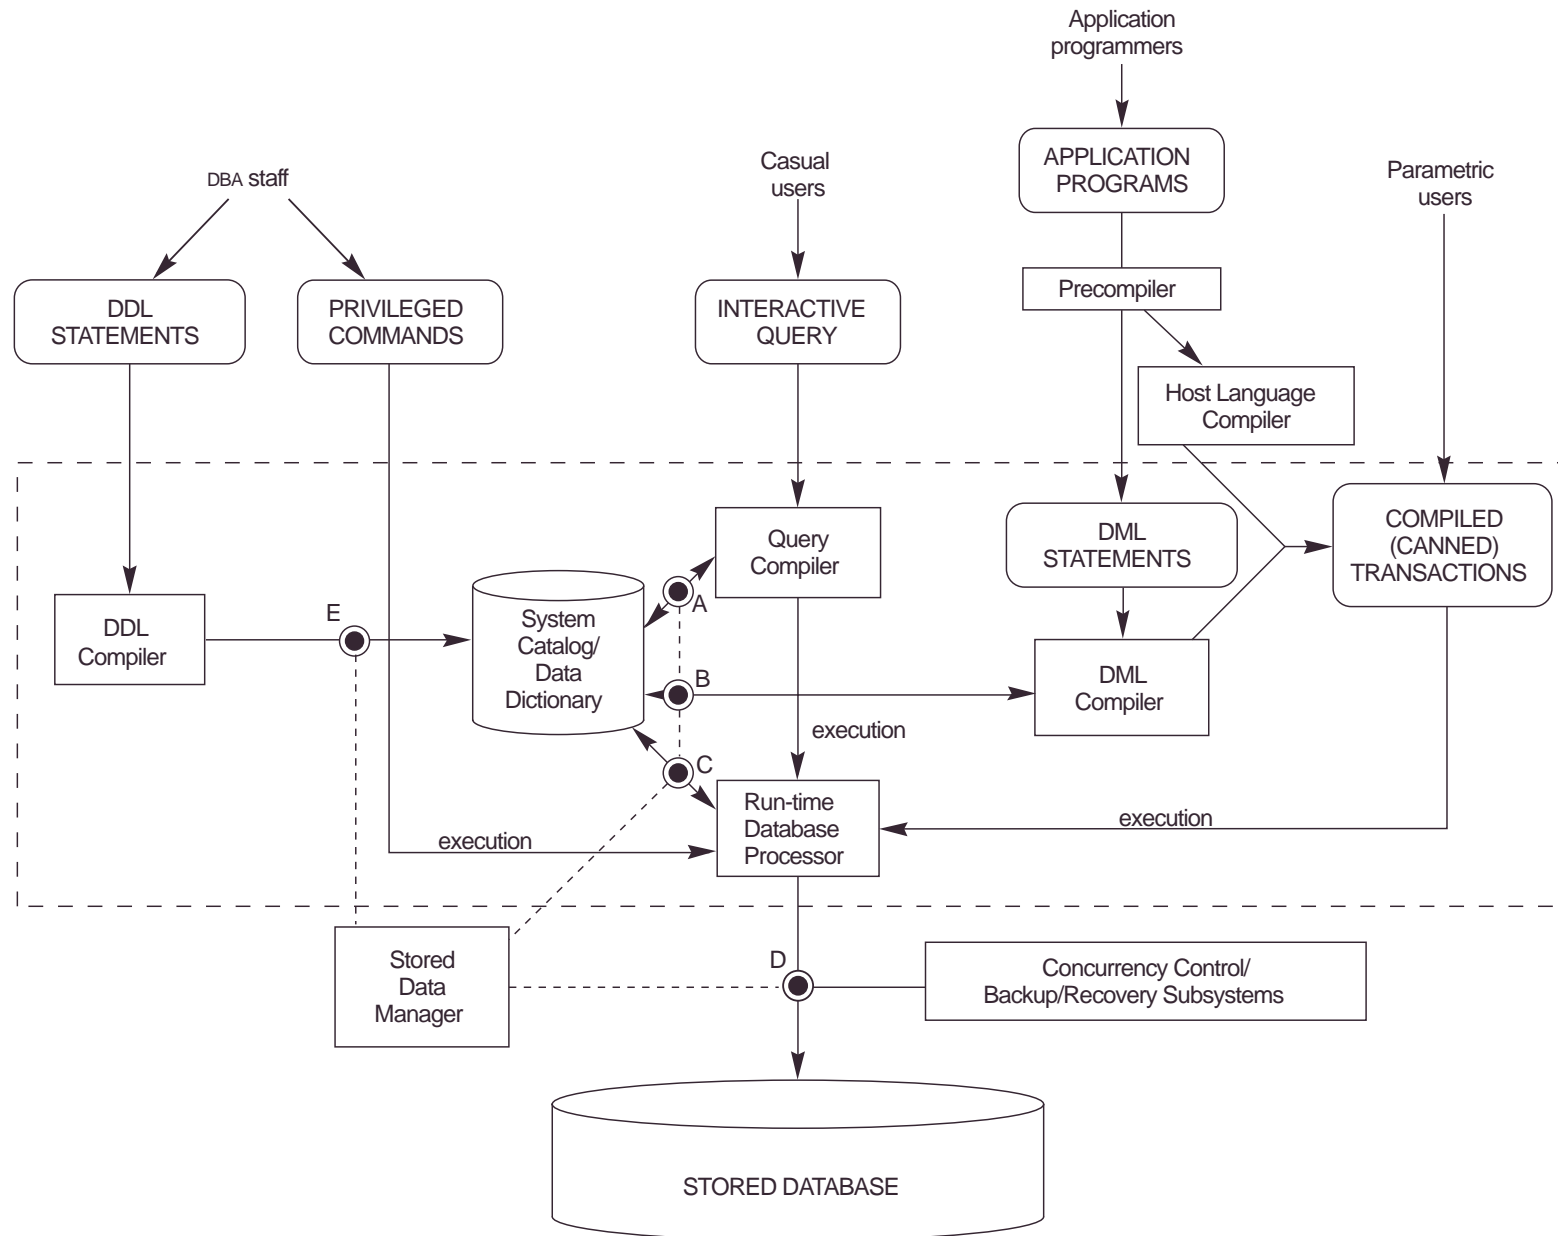 Application
programmers
APPLICATION
PROGRAMS
Casual
users
Parametric
users
DBA staff
DDL
STATEMENTS
PRIVILEGED
COMMANDS
INTERACTIVE
QUERY
Precompiler
Host Language
Compiler
Query
Compiler
DML
STATEMENTS
COMPILED
(CANNED)
TRANSACTIONS
DDL
Compiler
E
System
Catalog/
Data
Dictionary
A
B
C
DML
Compiler
execution
Run-time
Database
Processor
execution
execution
Stored
Data
Manager
D
Concurrency Control/
Backup/Recovery Subsystems
STORED DATABASE